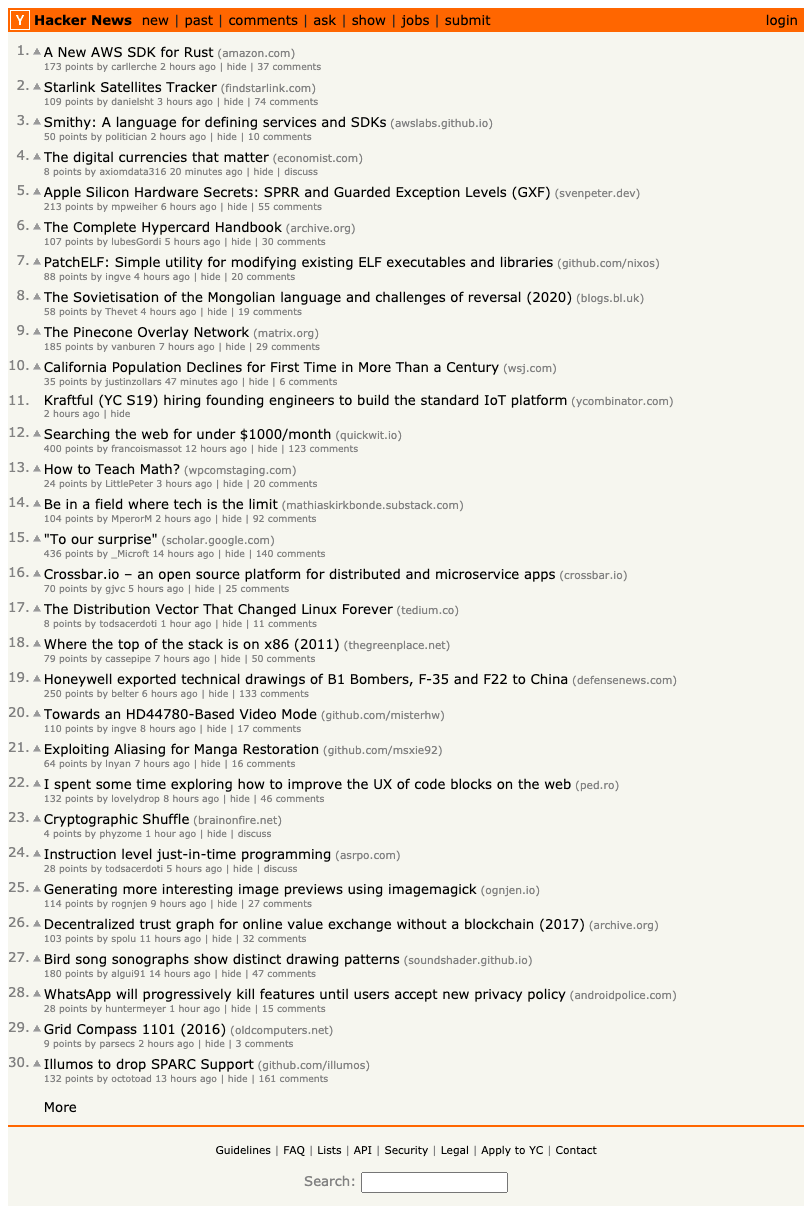 Y Hacker News new | past | comments | ask | show | jobs | submit login
1. A New AWS SDK for Rust (amazon.com)
173 points by carllerche 2 hours ago | hide | 37 comments
2. Starlink Satellites Tracker (findstarlink.com)
109 points by danielsht 3 hours ago | hide | 74 comments
3. Smithy: A language for defining services and SDKs (awslabs.github.io)
50 points by politician 2 hours ago | hide | 10 comments
4. The digital currencies that matter (economist.com)
8 points by axiomdata316 20 minutes ago | hide | discuss
5. Apple Silicon Hardware Secrets: SPRR and Guarded Exception Levels (GXF) (svenpeter.dev)
213 points by mpweiher 6 hours ago | hide | 55 comments
6. The Complete Hypercard Handbook (archive.org)
107 points by lubesGordi 5 hours ago | hide | 30 comments
7. PatchELF: Simple utility for modifying existing ELF executables and libraries (github.com/nixos)
88 points by ingve 4 hours ago | hide | 20 comments
8. The Sovietisation of the Mongolian language and challenges of reversal (2020) (blogs.bl.uk)
58 points by Thevet 4 hours ago | hide | 19 comments
9. The Pinecone Overlay Network (matrix.org)
185 points by vanburen 7 hours ago | hide | 29 comments
10. California Population Declines for First Time in More Than a Century (wsj.com)
35 points by justinzollars 47 minutes ago | hide | 6 comments
11. Kraftful (YC S19) hiring founding engineers to build the standard IoT platform (ycombinator.com)
2 hours ago | hide
12. Searching the web for under $1000/month (quickwit.io)
400 points by francoismassot 12 hours ago | hide | 123 comments
13. How to Teach Math? (wpcomstaging.com)
24 points by LittlePeter 3 hours ago | hide | 20 comments
14. Be in a field where tech is the limit (mathiaskirkbonde.substack.com)
104 points by MperorM 2 hours ago | hide | 92 comments
15. "To our surprise" (scholar.google.com)
436 points by _Microft 14 hours ago | hide | 140 comments
16. Crossbar.io – an open source platform for distributed and microservice apps (crossbar.io)
70 points by gjvc 5 hours ago | hide | 25 comments
17. The Distribution Vector That Changed Linux Forever (tedium.co)
8 points by todsacerdoti 1 hour ago | hide | 11 comments
18. Where the top of the stack is on x86 (2011) (thegreenplace.net)
79 points by cassepipe 7 hours ago | hide | 50 comments
19. Honeywell exported technical drawings of B1 Bombers, F-35 and F22 to China (defensenews.com)
250 points by belter 6 hours ago | hide | 133 comments
20. Towards an HD44780-Based Video Mode (github.com/misterhw)
110 points by ingve 8 hours ago | hide | 17 comments
21. Exploiting Aliasing for Manga Restoration (github.com/msxie92)
64 points by lnyan 7 hours ago | hide | 16 comments
22. I spent some time exploring how to improve the UX of code blocks on the web (ped.ro)
132 points by lovelydrop 8 hours ago | hide | 46 comments
23. Cryptographic Shuffle (brainonfire.net)
4 points by phyzome 1 hour ago | hide | discuss
24. Instruction level just-in-time programming (asrpo.com)
28 points by todsacerdoti 5 hours ago | hide | discuss
25. Generating more interesting image previews using imagemagick (ognjen.io)
114 points by rognjen 9 hours ago | hide | 27 comments
26. Decentralized trust graph for online value exchange without a blockchain (2017) (archive.org)
103 points by spolu 11 hours ago | hide | 32 comments
27. Bird song sonographs show distinct drawing patterns (soundshader.github.io)
180 points by algui91 14 hours ago | hide | 47 comments
28. WhatsApp will progressively kill features until users accept new privacy policy (androidpolice.com)
28 points by huntermeyer 1 hour ago | hide | 15 comments
29. Grid Compass 1101 (2016) (oldcomputers.net)
9 points by parsecs 2 hours ago | hide | 3 comments
30. Illumos to drop SPARC Support (github.com/illumos)
132 points by octotoad 13 hours ago | hide | 161 comments
More
Guidelines | FAQ | Lists | API | Security | Legal | Apply to YC | Contact
Search: